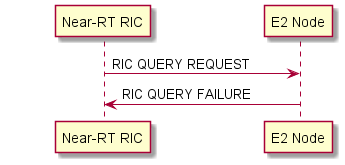 Near-RT RIC
E2 Node
RIC QUERY REQUEST
RIC QUERY FAILURE
Near-RT RIC
E2 Node